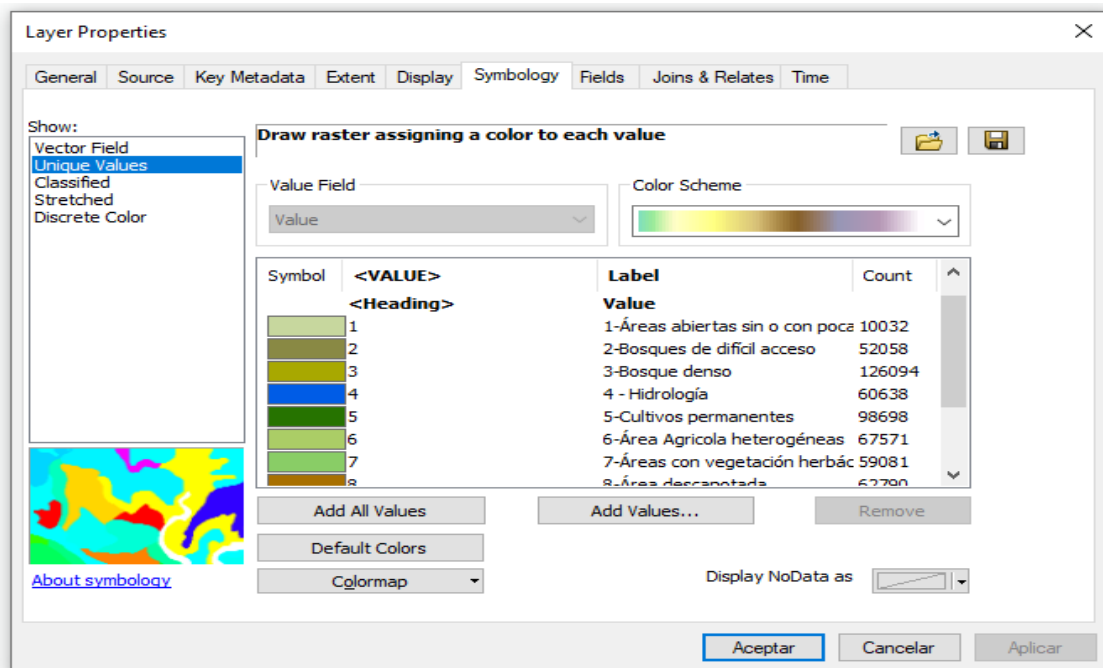 Layer Properties
General Source Key Metadata Extent Display Symbology Fields Joins & Relates Time
Show:
Vector Field
Unique Values
Classified
Stretched
Discrete Color
Draw raster assigning a color to each value
Value Field
Value
Color Scheme
Symbol <VALUE> Label Count
<Heading> Value
1 1-Áreas abiertas sin o con poca 10032
2 2-Bosques de difícil acceso 52058
3 3-Bosque denso 126094
4 4 - Hidrología 60638
5 5-Cultivos permanentes 98698
6 6-Área Agricola heterogéneas 67571
7 7-Áreas con vegetación herbác 59081
8 8-Área descapotada 62790
Add All Values Add Values... Remove
Default Colors
Colormap
Display NoData as
About symbology
Aceptar Cancelar Aplicar